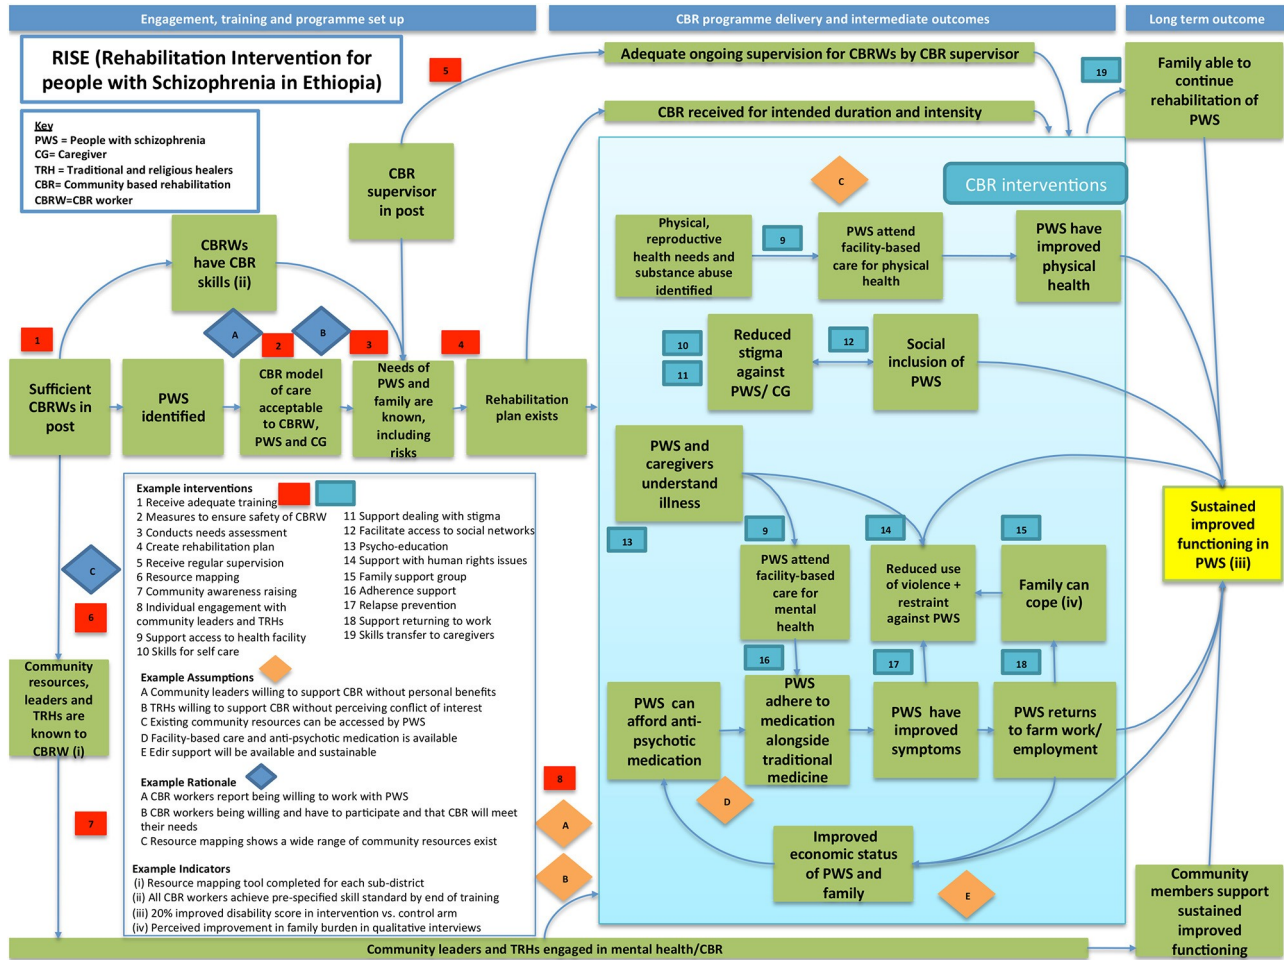 Engagement, training and programme set up
CBR programme delivery and intermediate outcomes
Long term outcome
RISE (Rehabilitation Intervention for
people with Schizophrenia in Ethiopia)
Key
PWS = People with schizophrenia
CG= Caregiver
TRH = Traditional and religious healers
CBR= Community based rehabilitation
CBRW=CBR worker
5
Adequate ongoing supervision for CBRWs by CBR supervisor
CBR received for intended duration and intensity
19
Family able to
continue
rehabilitation of
PWS
CBR
supervisor
in post
CBRWs
have CBR
skills (ii)
1
A
2
B
3
4
Sufficient
CBRWs in
post
PWS
identified
CBR model
of care
acceptable
to CBRW,
PWS and CG
Needs of
PWS and
family are
known,
including
risks
Rehabilitation
plan exists
C
CBR interventions
Physical,
reproductive
health needs and
substance abuse
identified
9
PWS attend
facility-based
care for physical
health
PWS have
improved
physical
health
10
11
Reduced
stigma
against
PWS/ CG
12
Social
inclusion of
PWS
PWS and
caregivers
understand
illness
13
9
14
15
PWS attend
facility-based
care for
mental
health
Reduced use
of violence +
restraint
against PWS
Family can
cope (iv)
16
17
18
PWS can
afford anti-
psychotic
medication
PWS
adhere to
medication
alongside
traditional
medicine
PWS have
improved
symptoms
PWS returns
to farm work/
employment
D
Improved
economic status
of PWS and
family
E
Sustained
improved
functioning in
PWS (iii)
C
6
Community
resources,
leaders and
TRHs are
known to
CBRW (i)
7
Example interventions
1 Receive adequate training
2 Measures to ensure safety of CBRW
3 Conducts needs assessment
4 Create rehabilitation plan
5 Receive regular supervision
6 Resource mapping
7 Community awareness raising
8 Individual engagement with
community leaders and TRHs
9 Support access to health facility
10 Skills for self care
11 Support dealing with stigma
12 Facilitate access to social networks
13 Psycho-education
14 Support with human rights issues
15 Family support group
16 Adherence support
17 Relapse prevention
18 Support returning to work
19 Skills transfer to caregivers
Example Assumptions
A Community leaders willing to support CBR without personal benefits
B TRHs willing to support CBR without perceiving conflict of interest
C Existing community resources can be accessed by PWS
D Facility-based care and anti-psychotic medication is available
E Edir support will be available and sustainable
Example Rationale
A CBR workers report being willing to work with PWS
B CBR workers being willing and have to participate and that CBR will meet
their needs
C Resource mapping shows a wide range of community resources exist
Example Indicators
(i) Resource mapping tool completed for each sub-district
(ii) All CBR workers achieve pre-specified skill standard by end of training
(iii) 20% improved disability score in intervention vs. control arm
(iv) Perceived improvement in family burden in qualitative interviews
8
A
B
Community leaders and TRHs engaged in mental health/CBR
Community
members support
sustained
improved
functioning